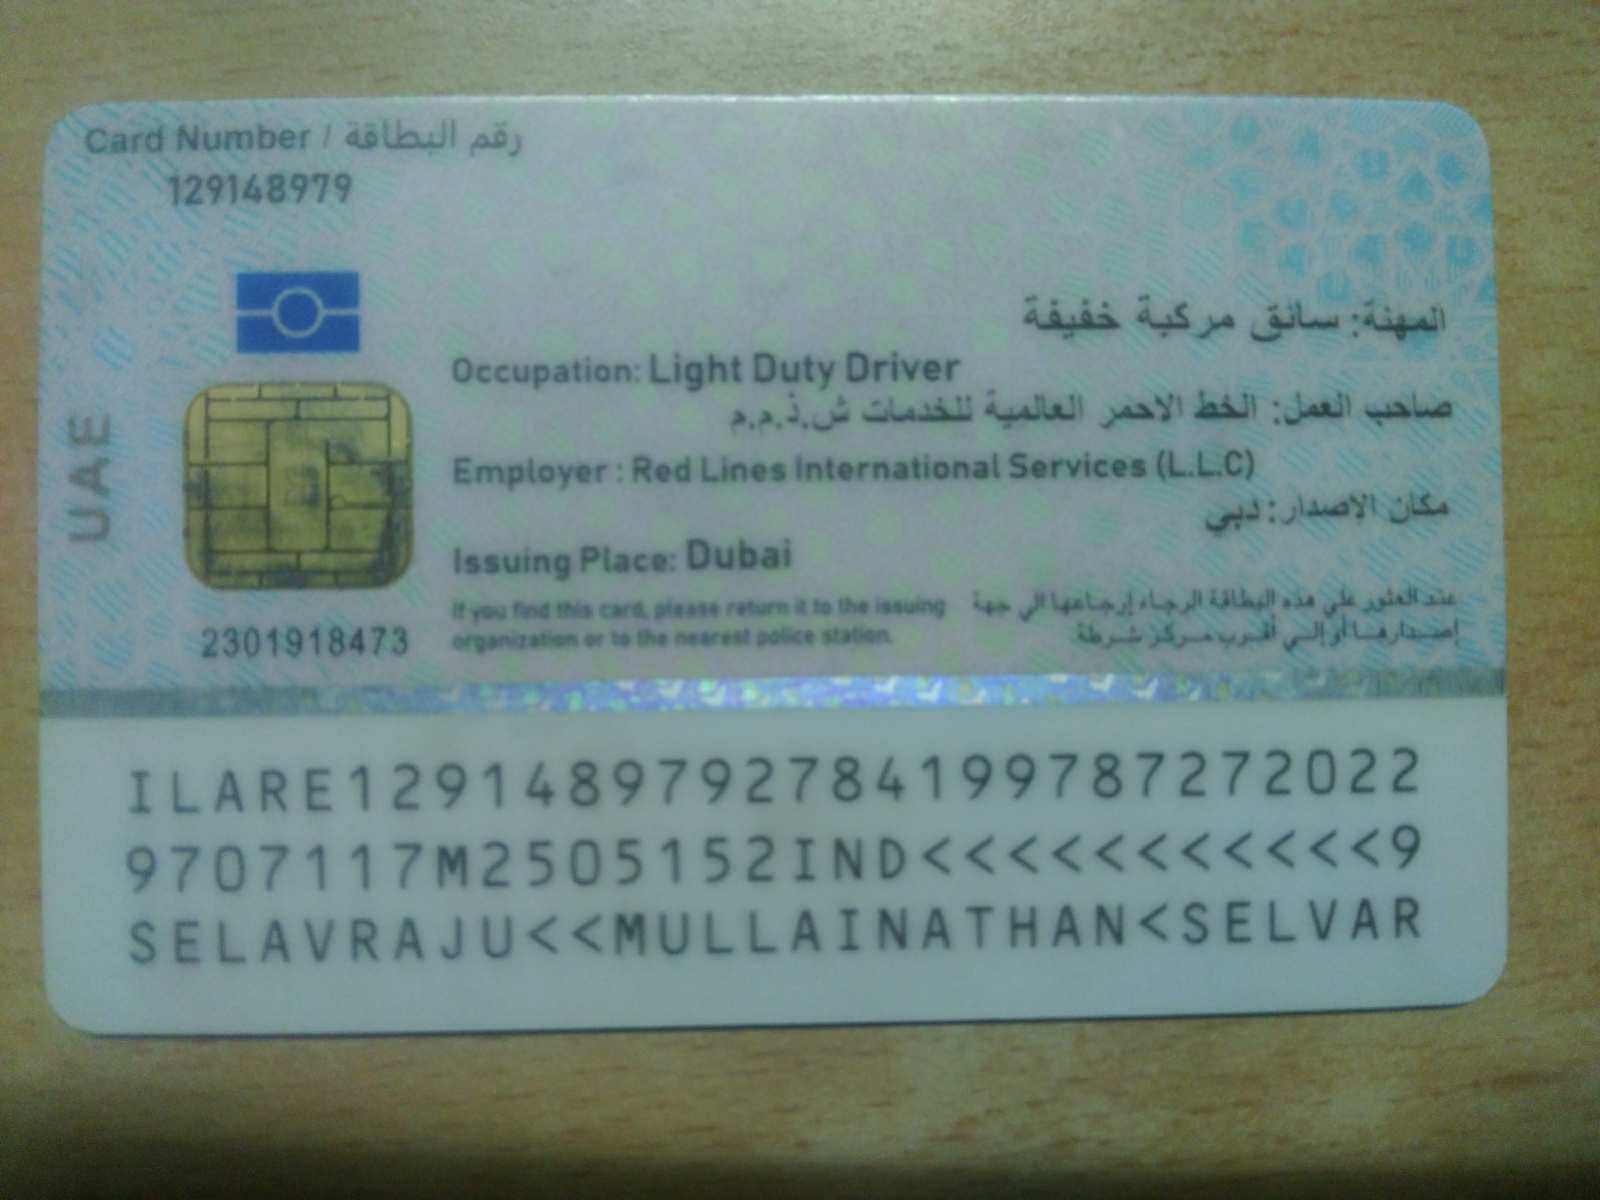 Card Number / رقم البطاقة
129148979
المهنة: سائق مركبة خفيفة
Occupation: Light Duty Driver
صاحب العمل: الخط الاحمر العالمية للخدمات ش.ذ.م.م
Employer : Red Lines International Services (L.L.C)
مكان الاصدار: دبي
Issuing Place: Dubai
UAE
If you find this card, please return it to the issuing
organization or to the nearest police station.
عند العثور علي هذه البطاقة الرجاء إرجاعها الي جهة
إصدارها أو إلي أقرب مركز شرطة
2301918473
ILARE1291489792784199787272022
9707117M2505152IND<<<<<<<<<<<9
SELAVRAJU<<MULLAINATHAN<SELVAR